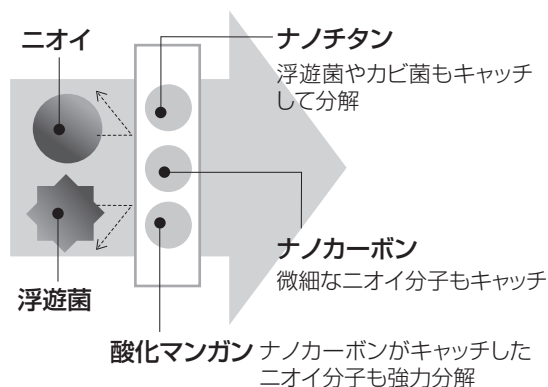 ニオイ
ナノチタン
浮遊菌やカビ菌もキャッチ
して分解
ナノカーボン
微細なニオイ分子もキャッチ
浮遊菌
酸化マンガン
ナノカーボンがキャッチした
ニオイ分子も強力分解